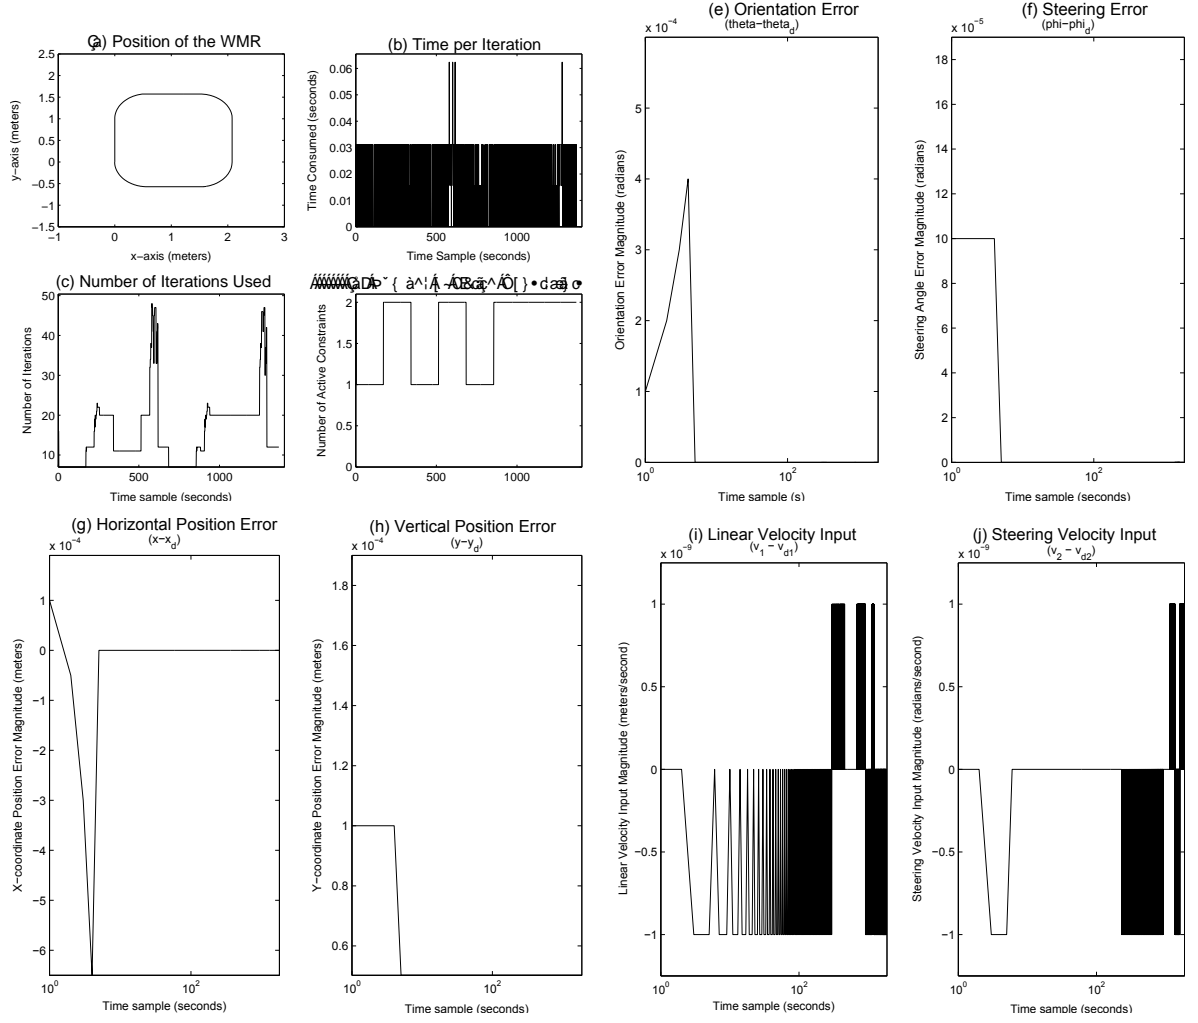 a) Position of the WMR
2.5
2
1.5
1
0.5
0
−0.5
−1
−1.5
−1
0
1
2
3
y−axis (meters)
x−axis (meters)
(b) Time per Iteration
0.06
0.05
0.04
0.03
0.02
0.01
0
0
500
1000
Time Consumed (seconds)
Time Sample (seconds)
(c) Number of Iterations Used
50
40
30
20
10
0
500
1000
Number of Iterations
Time sample (seconds)
2
1.5
1
0.5
0
0
500
1000
Number of Active Constraints
Time Sample (seconds)
(e) Orientation Error
(theta−theta_d)
x 10^−4
5
4
3
2
1
0
10^0
10^2
Orientation Error Magnitude (radians)
Time sample (s)
(f) Steering Error
(phi−phi_d)
x 10^−5
18
16
14
12
10
8
6
4
2
0
10^0
10^2
Steering Angle Error Magnitude (radians)
Time sample (seconds)
(g) Horizontal Position Error
(x−x_d)
x 10^−4
1
0
−1
−2
−3
−4
−5
−6
10^0
10^2
X−coordinate Position Error Magnitude (meters)
Time sample (seconds)
(h) Vertical Position Error
(y−y_d)
x 10^−4
1.8
1.6
1.4
1.2
1
0.8
0.6
10^0
10^2
Y−coordinate Position Error Magnitude (meters)
Time sample (seconds)
(i) Linear Velocity Input
(v_1 − v_d1)
x 10^−9
1
0.5
0
−0.5
−1
10^0
10^2
Linear Velocity Input Magnitude (meters/second)
Time sample (seconds)
(j) Steering Velocity Input
(v_2 − v_d2)
x 10^−9
1
0.5
0
−0.5
−1
10^0
10^2
Steering Velocity Input Magnitude (radians/second)
Time sample (seconds)